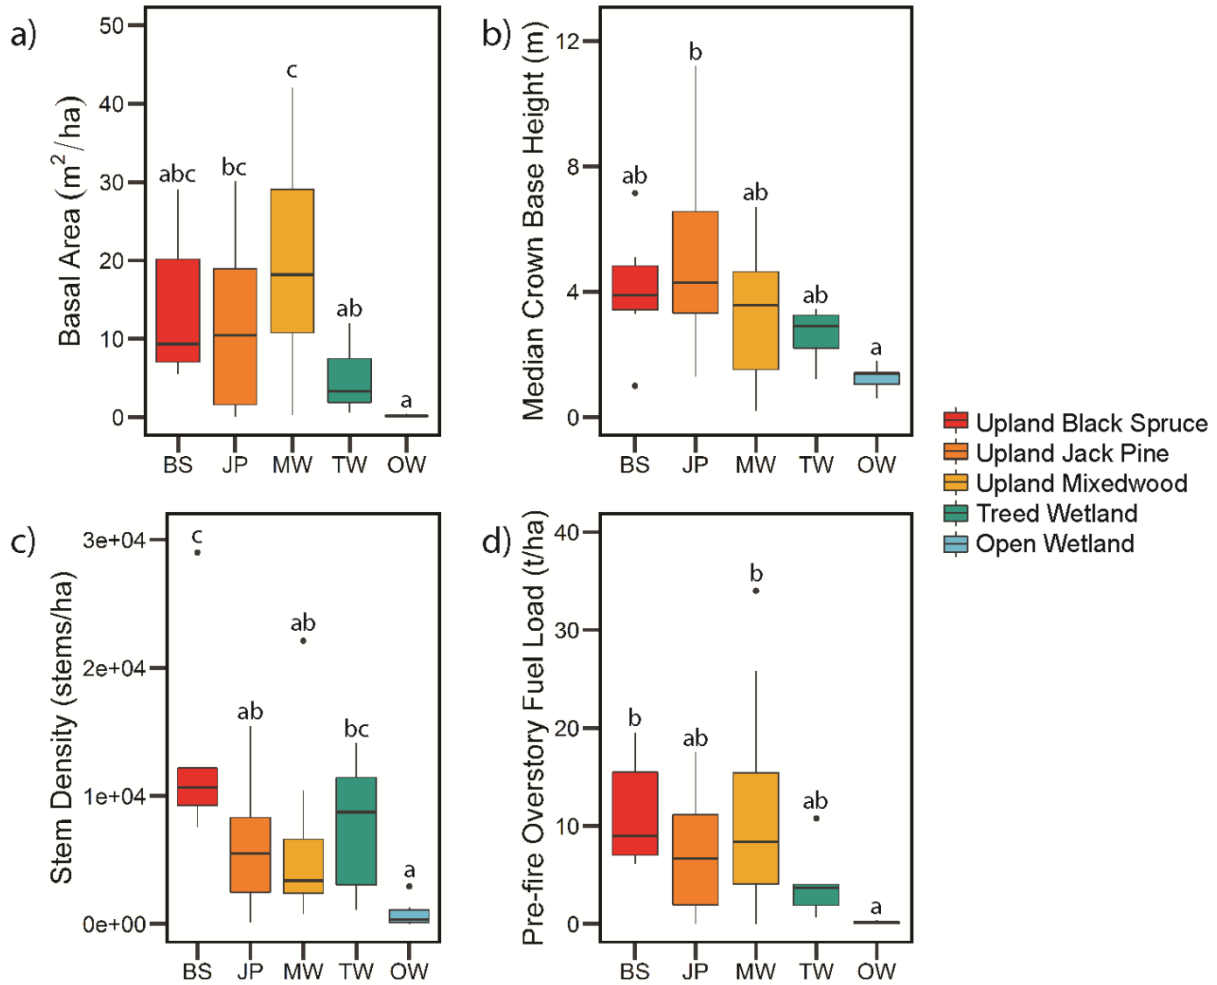 a)
Basal Area (m²/ha)
50
40
30
20
10
0
abc
bc
c
ab
a
BS JP MW TW OW
b)
Median Crown Base Height (m)
12
8
4
0
ab
b
ab
ab
a
BS JP MW TW OW
c)
Stem Density (stems/ha)
3e+04
2e+04
1e+04
0e+00
c
ab
ab
bc
a
BS JP MW TW OW
d)
Pre-fire Overstory Fuel Load (t/ha)
40
30
20
10
0
b
ab
b
ab
a
BS JP MW TW OW
Upland Black Spruce
Upland Jack Pine
Upland Mixedwood
Treed Wetland
Open Wetland